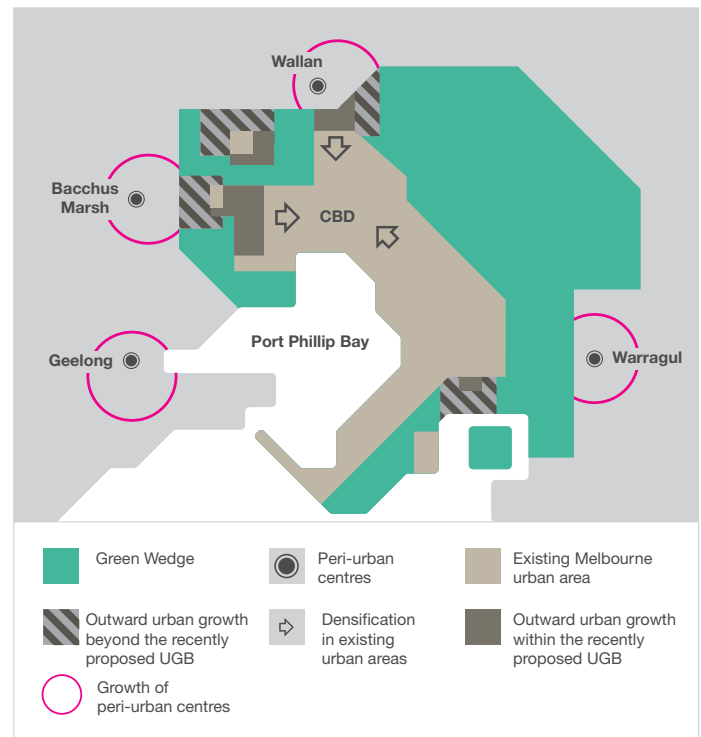 Wallan
Bacchus
Marsh
CBD
Port Phillip Bay
Geelong
Warragul
Green Wedge
Peri-urban
centres
Existing Melbourne
urban area
Outward urban growth
beyond the recently
proposed UGB
Densification
in existing
urban areas
Outward urban growth
within the recently
proposed UGB
Growth of
peri-urban centres